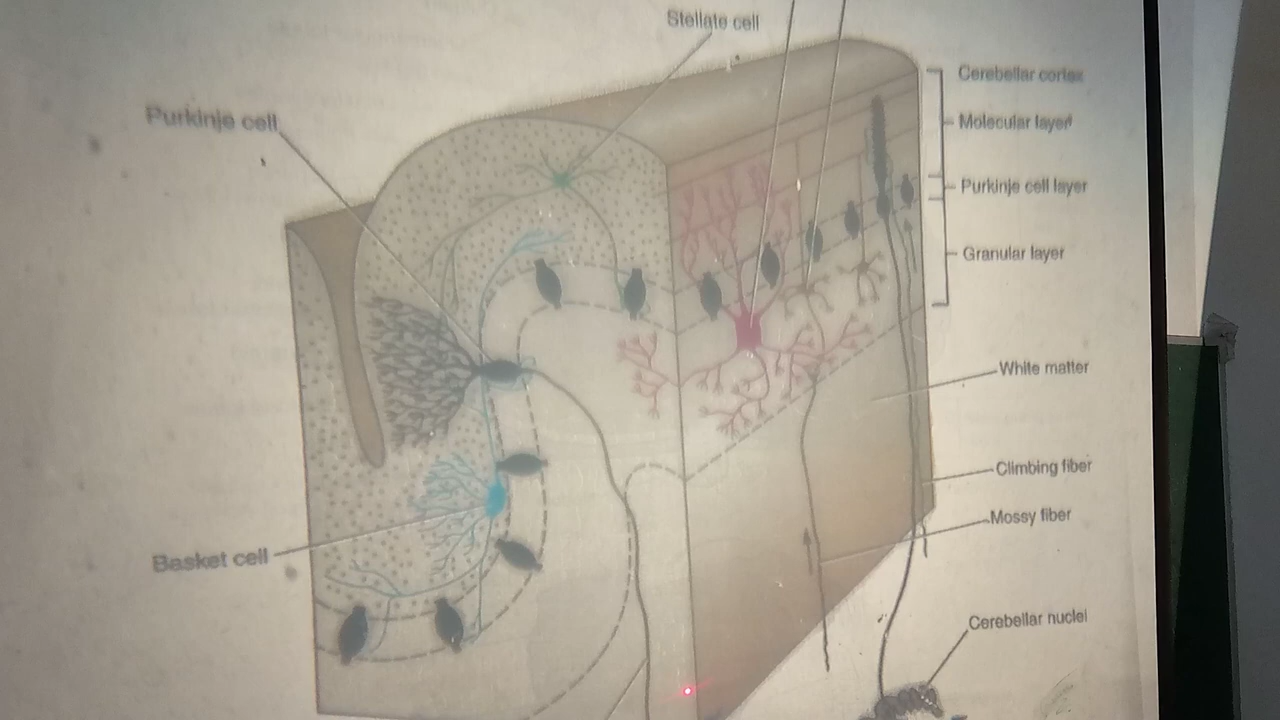 Stellate cell
Purkinje cell
Cerebellar cortex
Molecular layer
Purkinje cell layer
Granular layer
White matter
Climbing fiber
Mossy fiber
Basket cell
Cerebellar nuclei